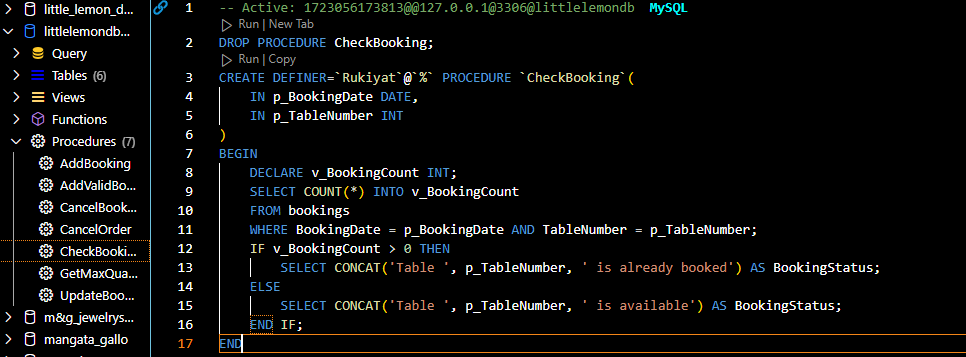 little_lemon_d...
littlelemondb...
Query
Tables (6)
Views
Functions
Procedures (7)
AddBooking
AddValidBo...
CancelBook...
CancelOrder
CheckBooki...
GetMaxQua...
UpdateBoo...
m&g_jewelrys...
mangata_gallo
1 -- Active: 1723056173813@@127.0.0.1@3306@littlelemondb MySQL
Run | New Tab
2 DROP PROCEDURE CheckBooking;
Run | Copy
3 CREATE DEFINER=`Rukiyat`@`%` PROCEDURE `CheckBooking`(
4 IN p_BookingDate DATE,
5 IN p_TableNumber INT
6 )
7 BEGIN
8 DECLARE v_BookingCount INT;
9 SELECT COUNT(*) INTO v_BookingCount
10 FROM bookings
11 WHERE BookingDate = p_BookingDate AND TableNumber = p_TableNumber;
12 IF v_BookingCount > 0 THEN
13 SELECT CONCAT('Table ', p_TableNumber, ' is already booked') AS BookingStatus;
14 ELSE
15 SELECT CONCAT('Table ', p_TableNumber, ' is available') AS BookingStatus;
16 END IF;
17 END